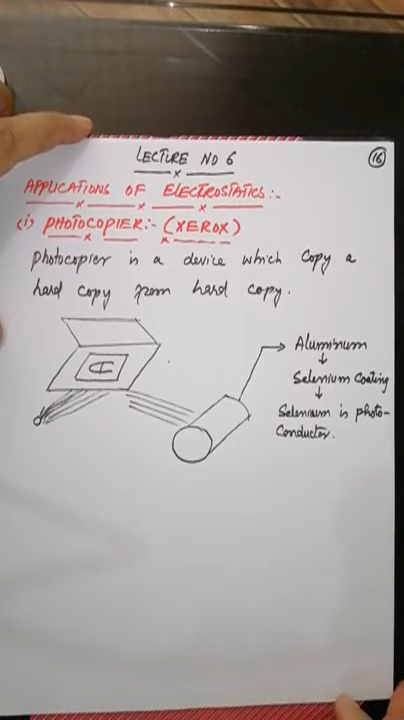 LECTURE NO 6
16
APPLICATIONS OF ELECTROSTATICS:-
(i) PHOTOCOPIER:- (XEROX)
Photocopier is a device which copy a
hard copy from hard copy.
Aluminum
Selenium Coating
Selenium is photo-
Conductor.